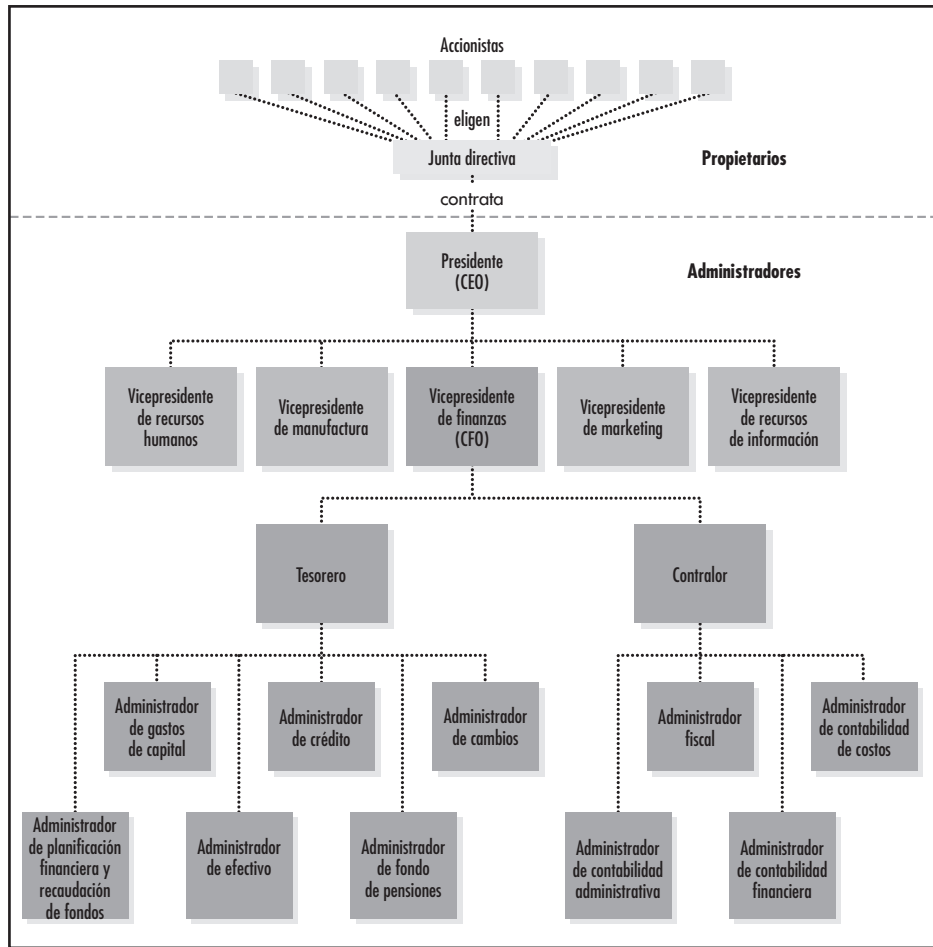 Accionistas
eligen
Junta directiva
Propietarios
contrata
Presidente
(CEO)
Administradores
Vicepresidente
de recursos
humanos
Vicepresidente
de manufactura
Vicepresidente
de finanzas
(CFO)
Vicepresidente
de marketing
Vicepresidente
de recursos
de información
Tesorero
Contralor
Administrador
de gastos
de capital
Administrador
de crédito
Administrador
de cambios
Administrador
fiscal
Administrador
de contabilidad
de costos
Administrador
de planificación
financiera y
recaudación
de fondos
Administrador
de efectivo
Administrador
de fondo
de pensiones
Administrador
de contabilidad
administrativa
Administrador
de contabilidad
financiera